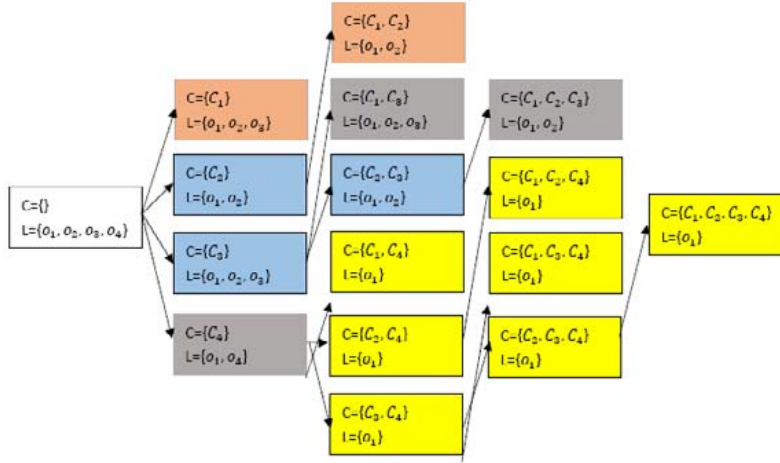 C={}
L={o₁, o₂, o₃, o₄}
C={C₁}
L={o₁, o₂, o₃}
C={C₂}
L={o₁, o₂}
C={C₃}
L={o₁, o₂, o₃}
C={C₄}
L={o₁, o₄}
C={C₁, C₂}
L={o₁, o₂}
C={C₁, C₃}
L={o₁, o₂, o₃}
C={C₂, C₃}
L={o₁, o₂}
C={C₁, C₄}
L={o₁}
C={C₂, C₄}
L={o₁}
C={C₃, C₄}
L={o₁}
C={C₁, C₂, C₃}
L={o₁, o₂}
C={C₁, C₂, C₄}
L={o₁}
C={C₁, C₃, C₄}
L={o₁}
C={C₂, C₃, C₄}
L={o₁}
C={C₁, C₂, C₃, C₄}
L={o₁}